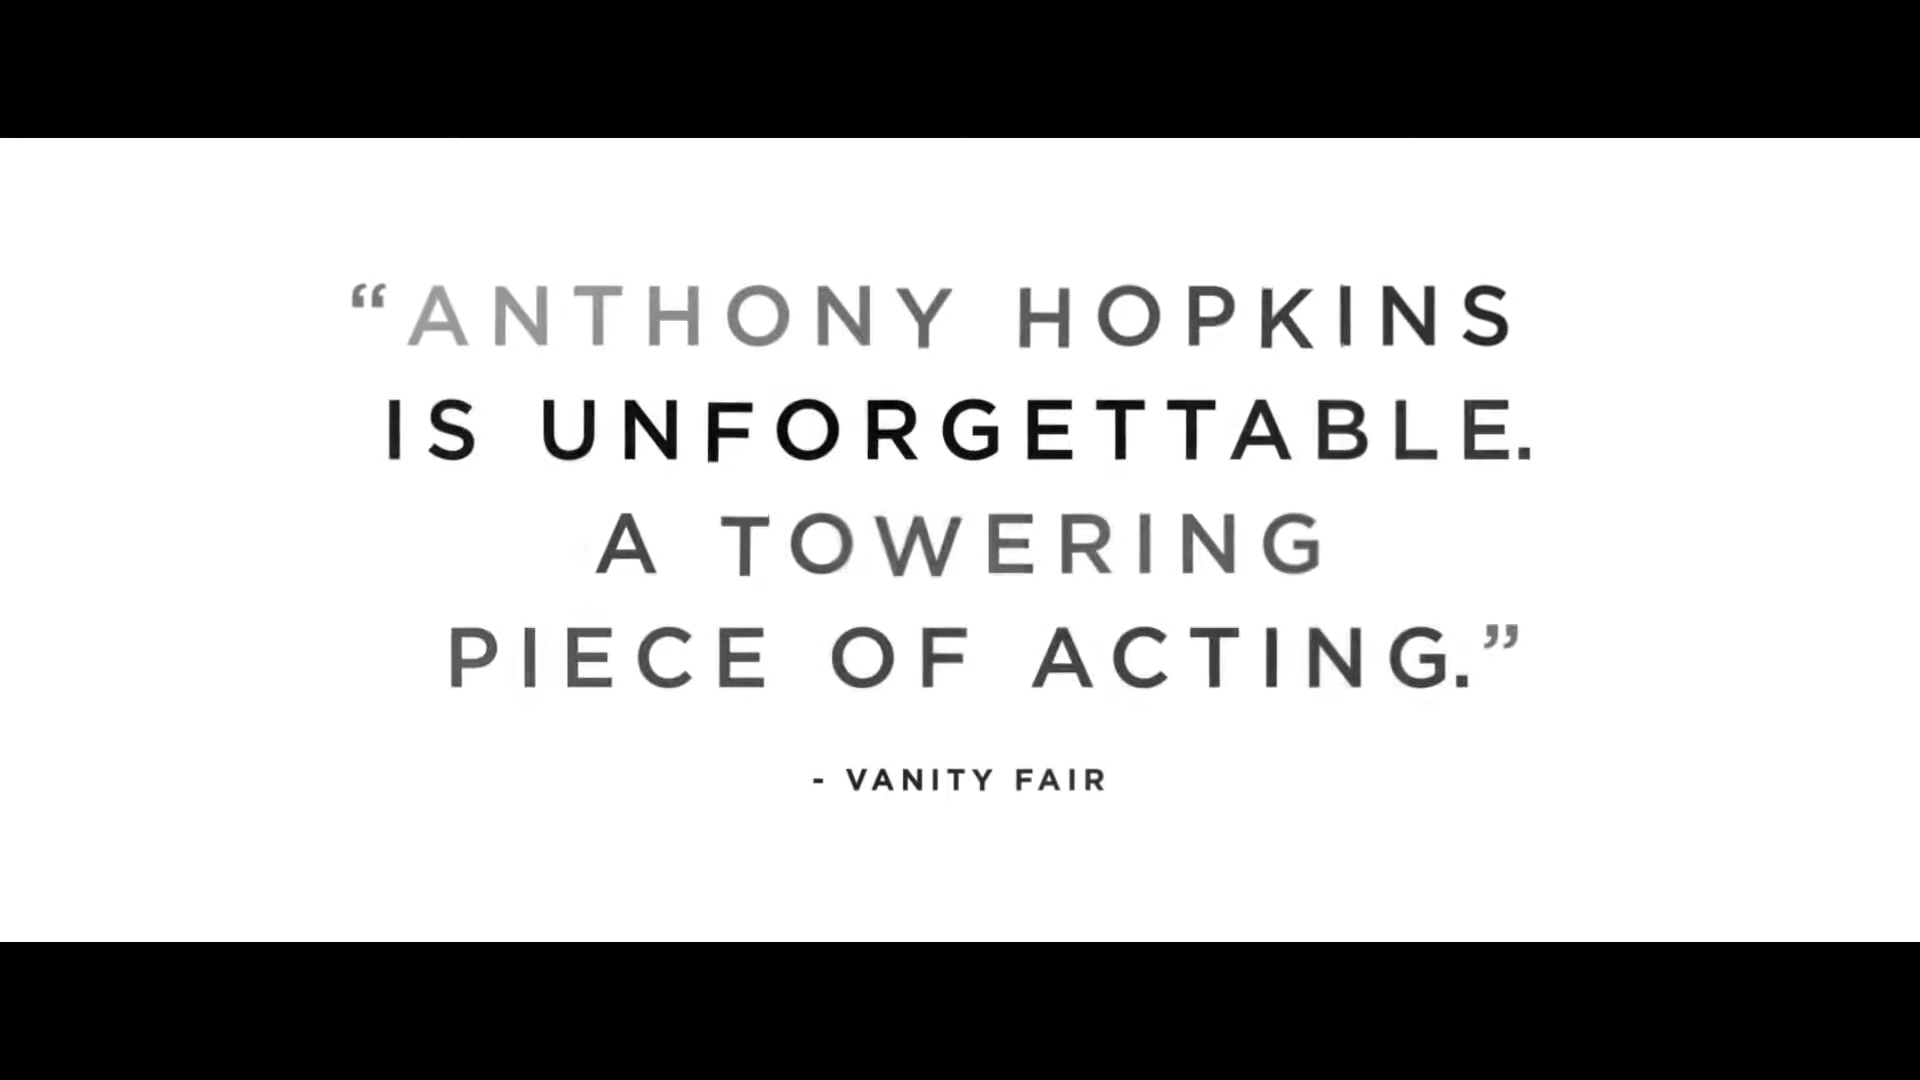 “ANTHONY HOPKINS
IS UNFORGETTABLE.
A TOWERING
PIECE OF ACTING.”
- VANITY FAIR